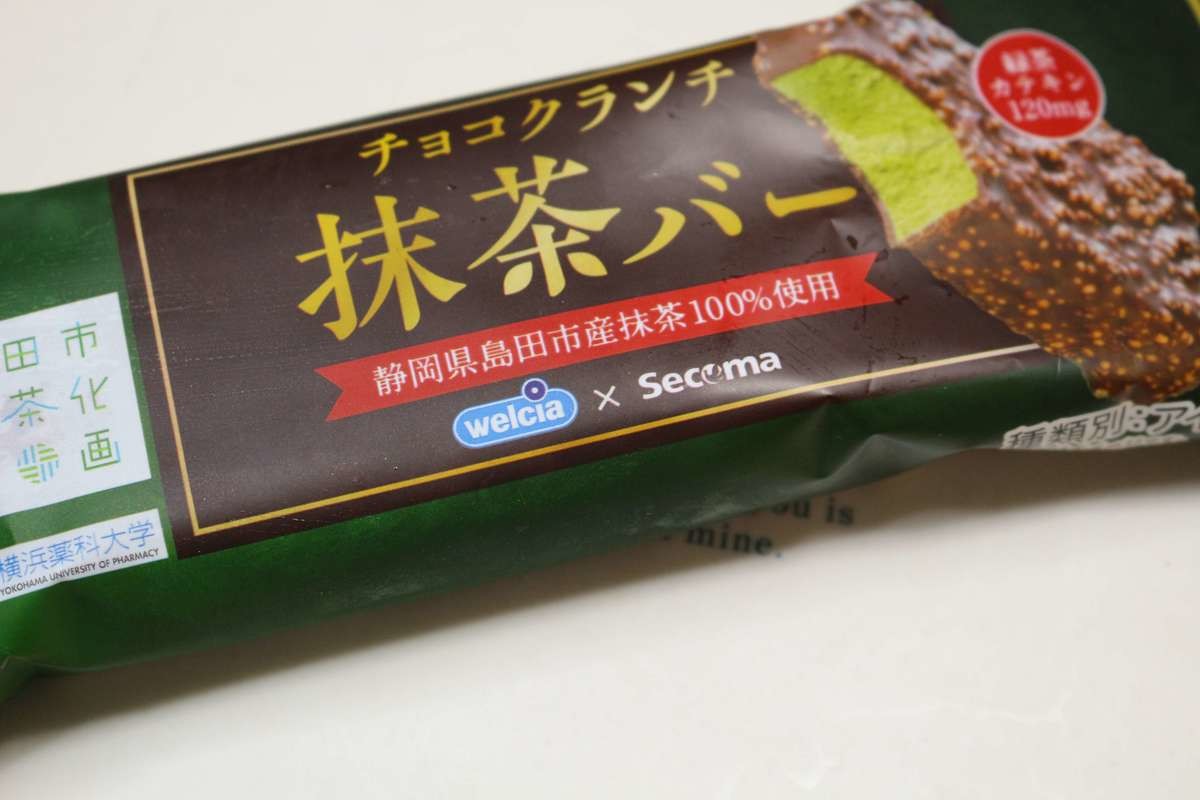 チョコクランチ
抹茶バー
静岡県島田市産抹茶100%使用
welcia × Secoma
緑茶
カテキン
120mg
田市
茶化
画
横浜薬科大学
YOKOHAMA UNIVERSITY OF PHARMACY
種類別:アイ
you is
mine.